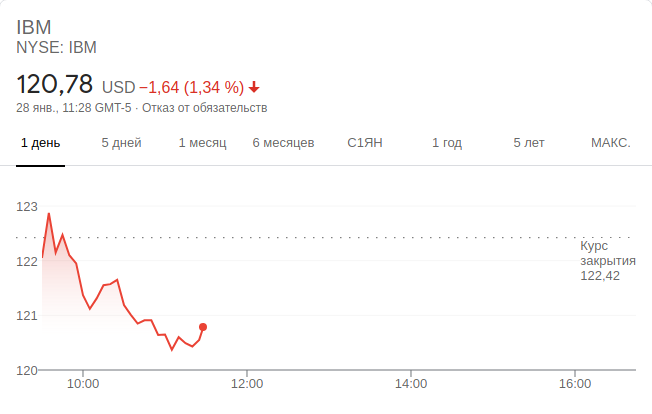 IBM
NYSE: IBM
120,78 USD −1,64 (1,34 %)
28 янв., 11:28 GMT-5 · Отказ от обязательств
1 день 5 дней 1 месяц 6 месяцев С1ЯН 1 год 5 лет МАКС.
123
Курс
закрытия
122,42
122
121
120
10:00 12:00 14:00 16:00